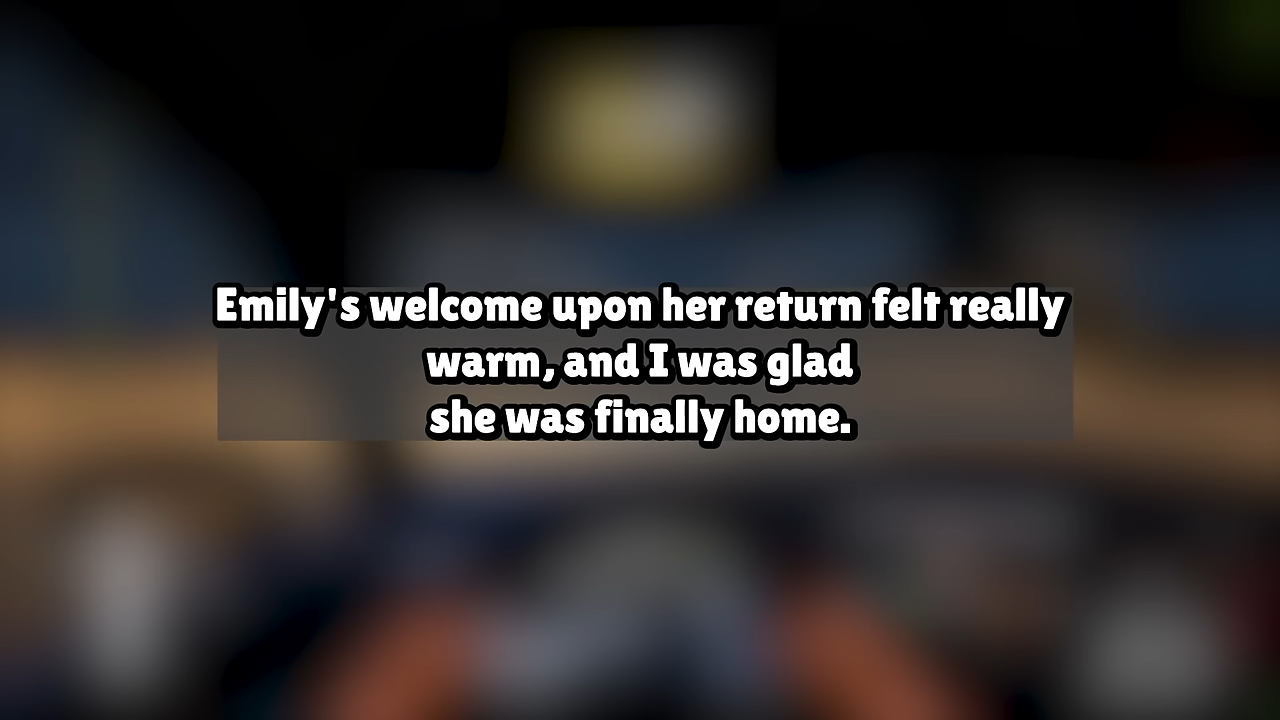 Emily's welcome upon her return felt really
warm, and I was glad
she was finally home.